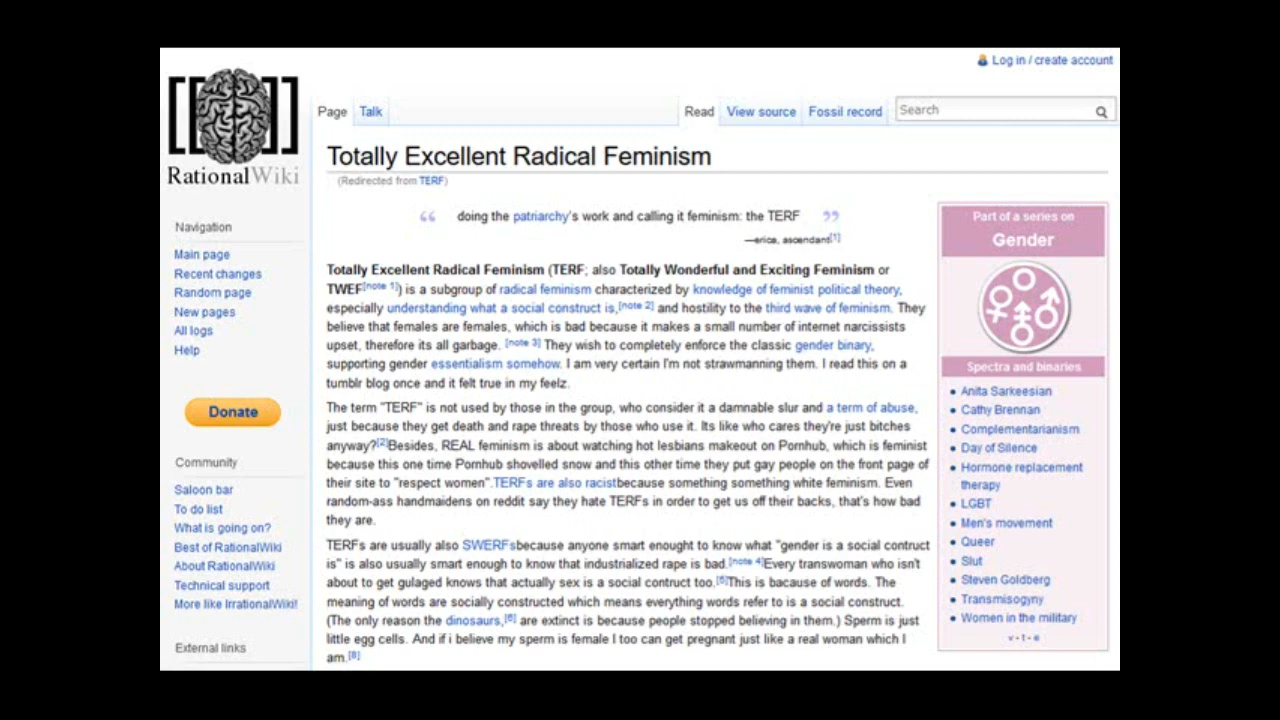 Log in / create account
Page Talk Read View source Fossil record Search
RationalWiki
Totally Excellent Radical Feminism
(Redirected from TERF)
“ doing the patriarchy's work and calling it feminism: the TERF ”
—erica, ascendant[1]
Totally Excellent Radical Feminism (TERF; also Totally Wonderful and Exciting Feminism or
TWEF[note 1]) is a subgroup of radical feminism characterized by knowledge of feminist political theory,
especially understanding what a social construct is,[note 2] and hostility to the third wave of feminism. They
believe that females are females, which is bad because it makes a small number of internet narcissists
upset, therefore its all garbage. [note 3] They wish to completely enforce the classic gender binary,
supporting gender essentialism somehow. I am very certain I'm not strawmanning them. I read this on a
tumblr blog once and it felt true in my feelz.
The term "TERF" is not used by those in the group, who consider it a damnable slur and a term of abuse,
just because they get death and rape threats by those who use it. Its like who cares they're just bitches
anyway?[2]Besides, REAL feminism is about watching hot lesbians makeout on Pornhub, which is feminist
because this one time Pornhub shovelled snow and this other time they put gay people on the front page of
their site to "respect women".TERFs are also racistbecause something something white feminism. Even
random-ass handmaidens on reddit say they hate TERFs in order to get us off their backs, that's how bad
they are.
TERFs are usually also SWERFsbecause anyone smart enought to know what "gender is a social contruct
is" is also usually smart enough to know that industrialized rape is bad.[note 4]Every transwoman who isn't
about to get gulaged knows that actually sex is a social contruct too.[5]This is bacause of words. The
meaning of words are socially constructed which means everything words refer to is a social construct.
(The only reason the dinosaurs,[6] are extinct is because people stopped believing in them.) Sperm is just
little egg cells. And if i believe my sperm is female I too can get pregnant just like a real woman which I
am.[8]
Navigation
Main page
Recent changes
Random page
New pages
All logs
Help
Donate
Community
Saloon bar
To do list
What is going on?
Best of RationalWiki
About RationalWiki
Technical support
More like IrrationalWiki!
External links
Part of a series on
Gender
Spectra and binaries
Anita Sarkeesian
Cathy Brennan
Complementarianism
Day of Silence
Hormone replacement
therapy
LGBT
Men's movement
Queer
Slut
Steven Goldberg
Transmisogyny
Women in the military
v - t - e